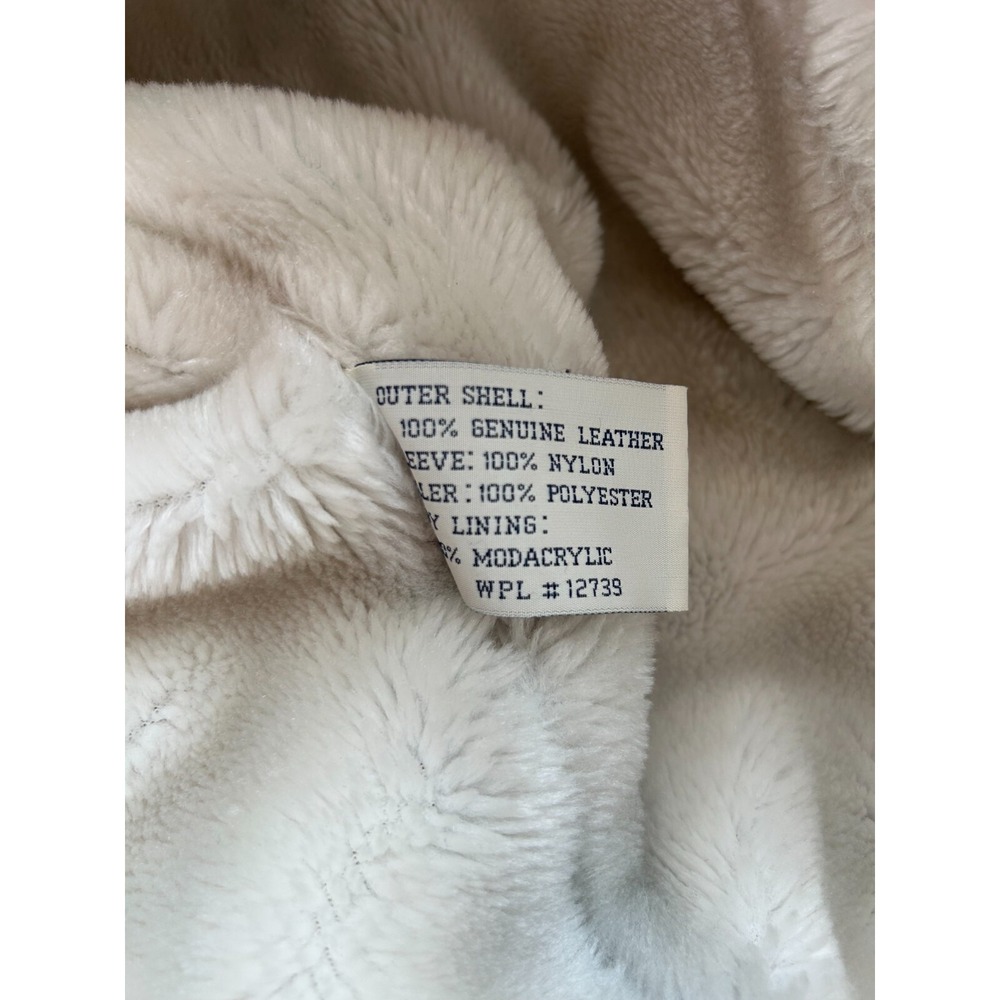 OUTER SHELL:
100% GENUINE LEATHER
EEVE: 100% NYLON
LER: 100% POLYESTER
Y LINING:
% MODACRYLIC
WPL #12739